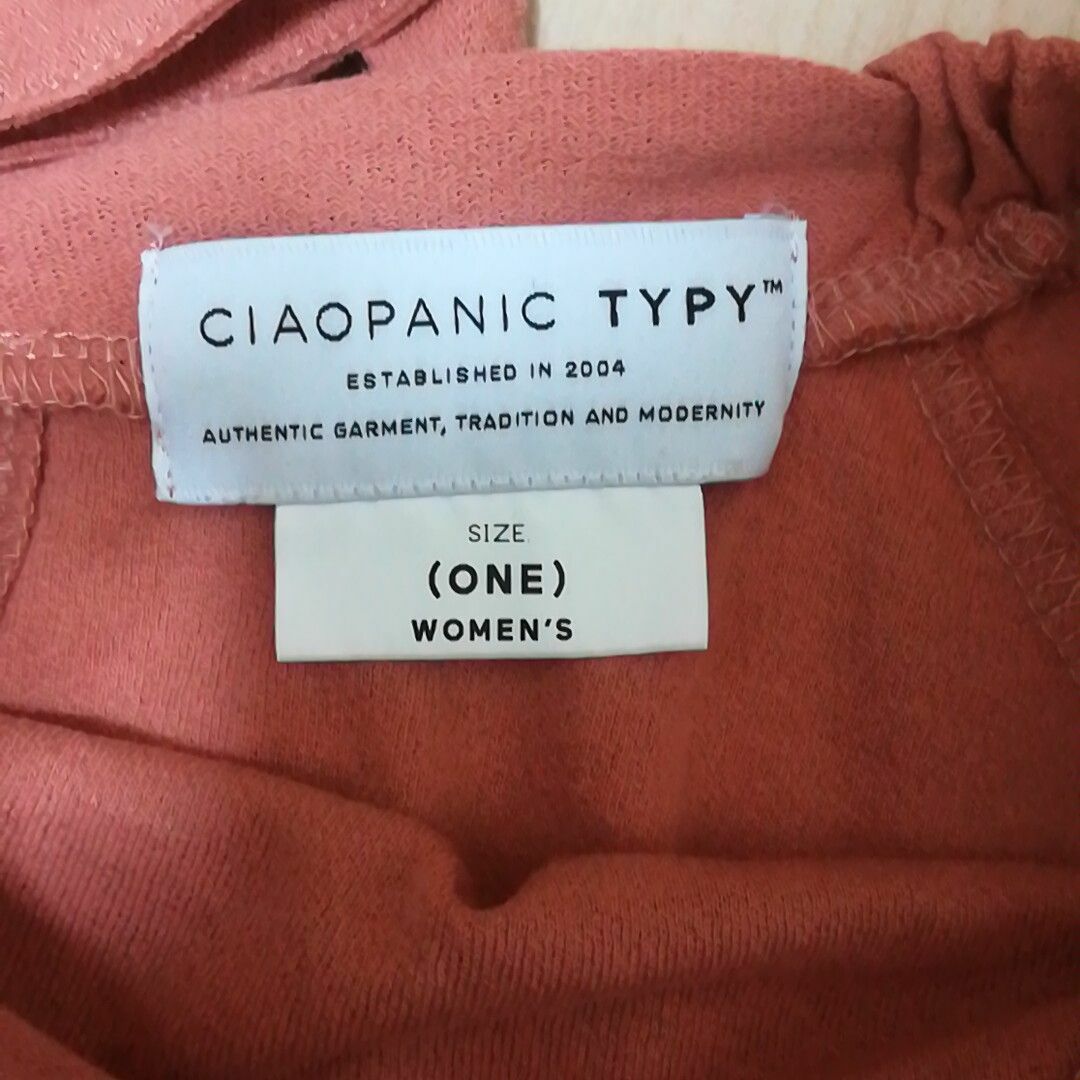 CIAOPANIC TYPY™
ESTABLISHED IN 2004
AUTHENTIC GARMENT, TRADITION AND MODERNITY
SIZE
(ONE)
WOMEN'S